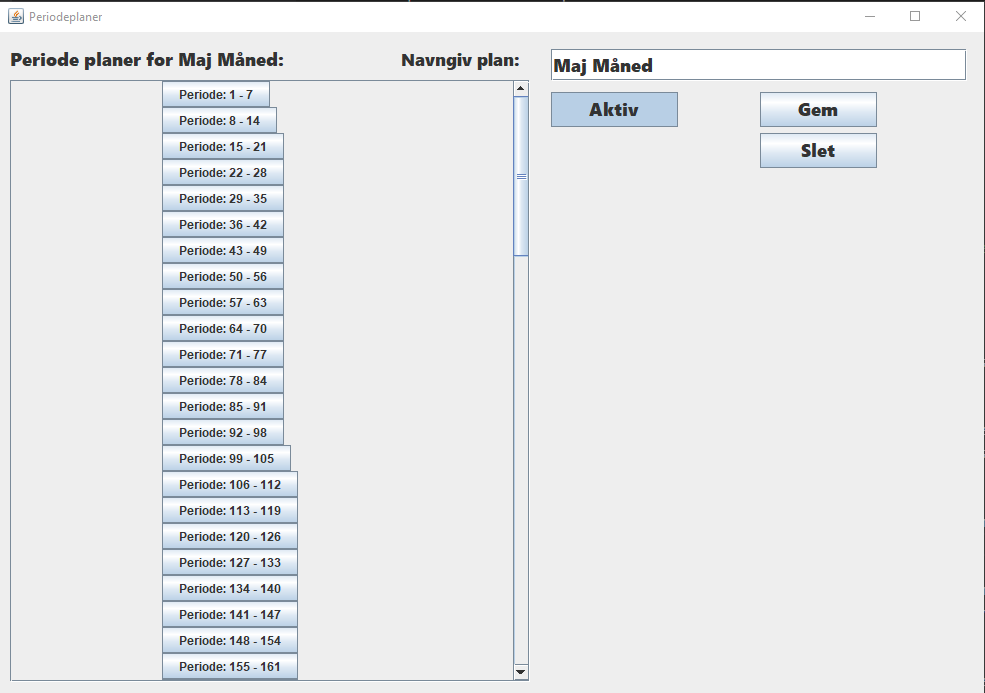 Periodeplaner
Periode planer for Maj Måned:
Navngiv plan:
Maj Måned
Aktiv
Gem
Slet
Periode: 1 - 7
Periode: 8 - 14
Periode: 15 - 21
Periode: 22 - 28
Periode: 29 - 35
Periode: 36 - 42
Periode: 43 - 49
Periode: 50 - 56
Periode: 57 - 63
Periode: 64 - 70
Periode: 71 - 77
Periode: 78 - 84
Periode: 85 - 91
Periode: 92 - 98
Periode: 99 - 105
Periode: 106 - 112
Periode: 113 - 119
Periode: 120 - 126
Periode: 127 - 133
Periode: 134 - 140
Periode: 141 - 147
Periode: 148 - 154
Periode: 155 - 161